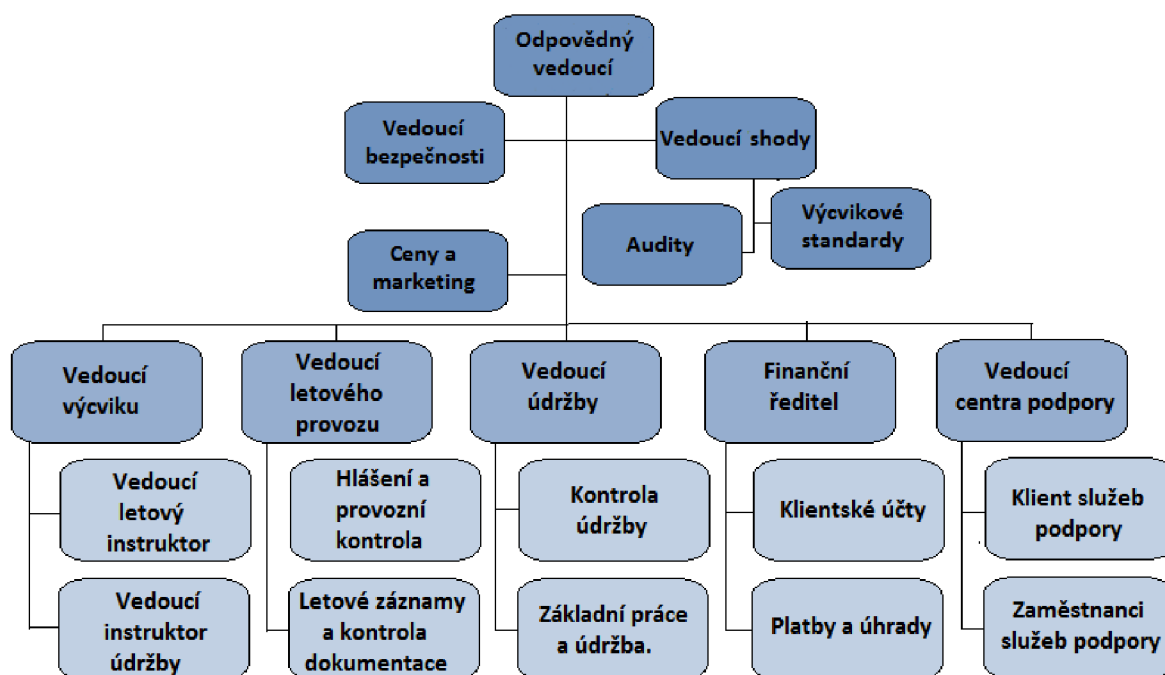 Odpovědný
vedoucí
Vedoucí
bezpečnosti
Vedoucí shody
Audity
Výcvikové
standardy
Ceny a
marketing
Vedoucí
výcviku
Vedoucí
letového
provozu
Vedoucí
údržby
Finanční
ředitel
Vedoucí
centra podpory
Vedoucí
letový
instruktor
Hlášení a
provozní
kontrola
Kontrola
údržby
Klientské účty
Klient služeb
podpory
Vedoucí
instruktor
údržby
Letové záznamy
a kontrola
dokumentace
Základní práce
a údržba.
Platby a úhrady
Zaměstnanci
služeb podpory